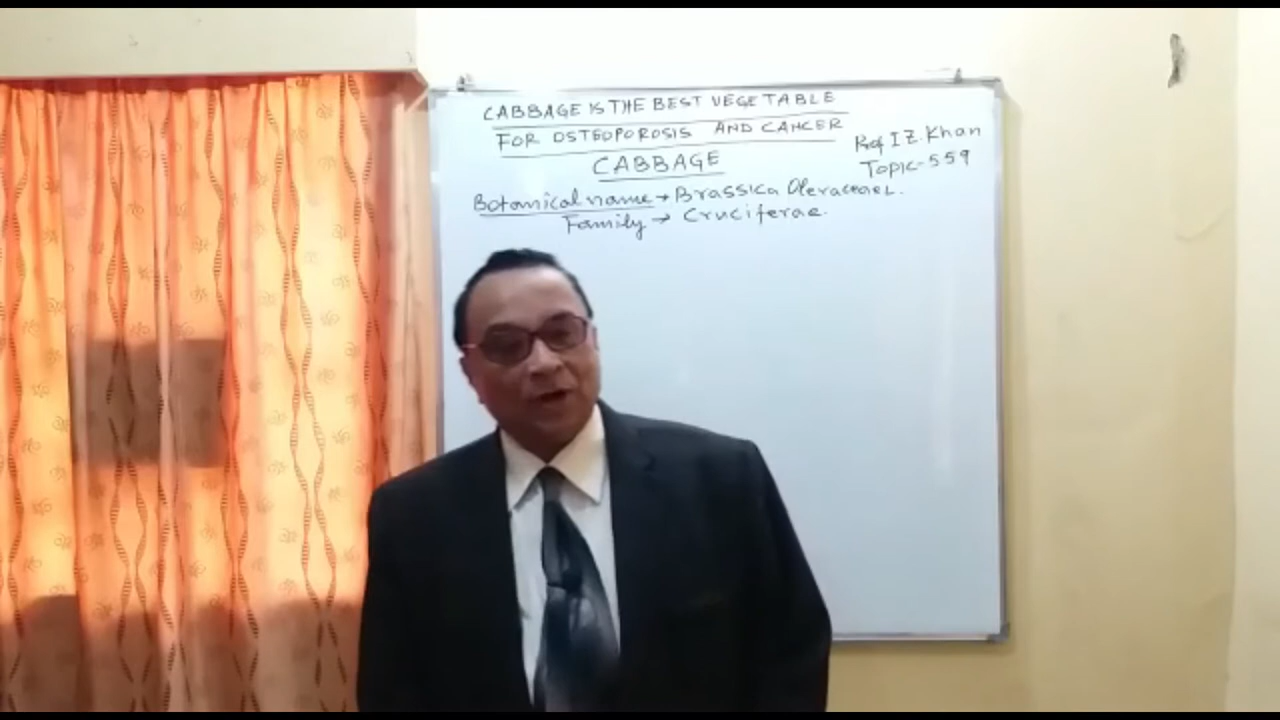 CABBAGE IS THE BEST VEGETABLE
FOR OSTEOPOROSIS AND CANCER
CABBAGE
Prof I Z. Khan
Topic-559
Botanical name → Brassica Oleraceae L.
Family → Cruciferae.